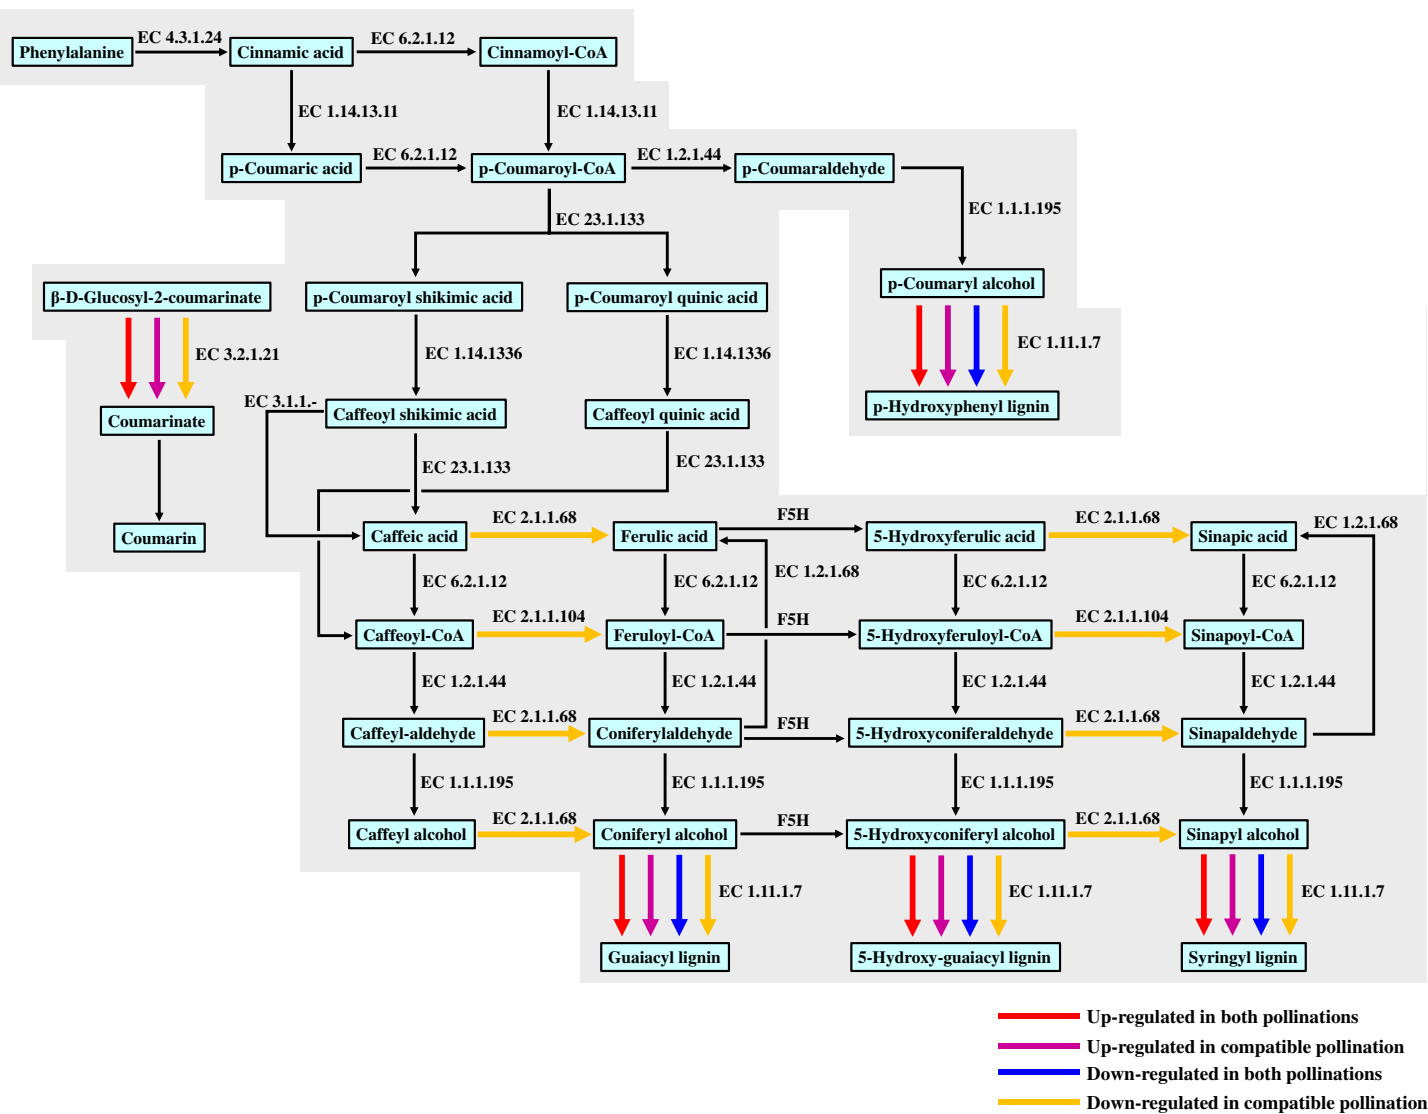 EC 4.3.1.24
EC 6.2.1.12
Phenylalanine
Cinnamic acid
Cinnamoyl-CoA
EC 1.14.13.11
EC 1.14.13.11
EC 6.2.1.12
EC 1.2.1.44
p-Coumaric acid
p-Coumaroyl-CoA
p-Coumaraldehyde
EC 23.1.133
EC 1.1.1.195
β-D-Glucosyl-2-coumarinate
p-Coumaroyl shikimic acid
p-Coumaroyl quinic acid
p-Coumaryl alcohol
EC 3.2.1.21
EC 1.14.1336
EC 1.14.1336
EC 1.11.1.7
EC 3.1.1.-
Coumarinate
Caffeoyl shikimic acid
Caffeoyl quinic acid
p-Hydroxyphenyl lignin
EC 23.1.133
EC 23.1.133
Coumarin
EC 2.1.1.68
F5H
EC 2.1.1.68
EC 1.2.1.68
Caffeic acid
Ferulic acid
5-Hydroxyferulic acid
Sinapic acid
EC 6.2.1.12
EC 6.2.1.12
EC 1.2.1.68
EC 6.2.1.12
EC 6.2.1.12
EC 2.1.1.104
F5H
EC 2.1.1.104
Caffeoyl-CoA
Feruloyl-CoA
5-Hydroxyferuloyl-CoA
Sinapoyl-CoA
EC 1.2.1.44
EC 1.2.1.44
EC 1.2.1.44
EC 1.2.1.44
EC 2.1.1.68
F5H
EC 2.1.1.68
Caffeyl-aldehyde
Coniferylaldehyde
5-Hydroxyconiferaldehyde
Sinapaldehyde
EC 1.1.1.195
EC 1.1.1.195
EC 1.1.1.195
EC 1.1.1.195
EC 2.1.1.68
F5H
EC 2.1.1.68
Caffeyl alcohol
Coniferyl alcohol
5-Hydroxyconiferyl alcohol
Sinapyl alcohol
EC 1.11.1.7
EC 1.11.1.7
EC 1.11.1.7
Guaiacyl lignin
5-Hydroxy-guaiacyl lignin
Syringyl lignin
Up-regulated in both pollinations
Up-regulated in compatible pollination
Down-regulated in both pollinations
Down-regulated in compatible pollination